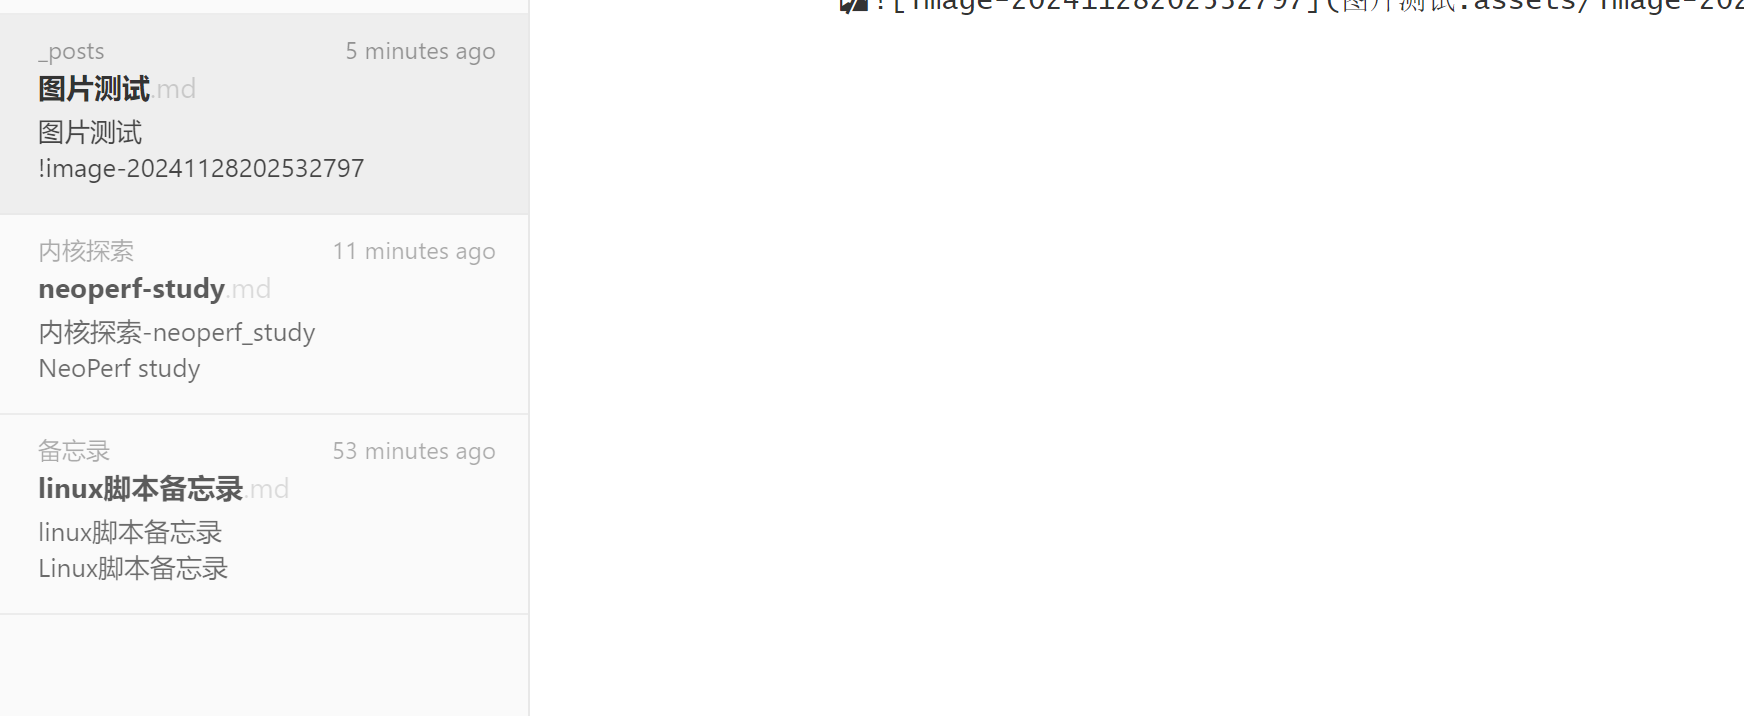 ![image-20241128202532797](图片测试.assets/image-202
_posts 5 minutes ago
图片测试.md
图片测试
!image-20241128202532797
内核探索 11 minutes ago
neoperf-study.md
内核探索-neoperf_study
NeoPerf study
备忘录 53 minutes ago
linux脚本备忘录.md
linux脚本备忘录
Linux脚本备忘录